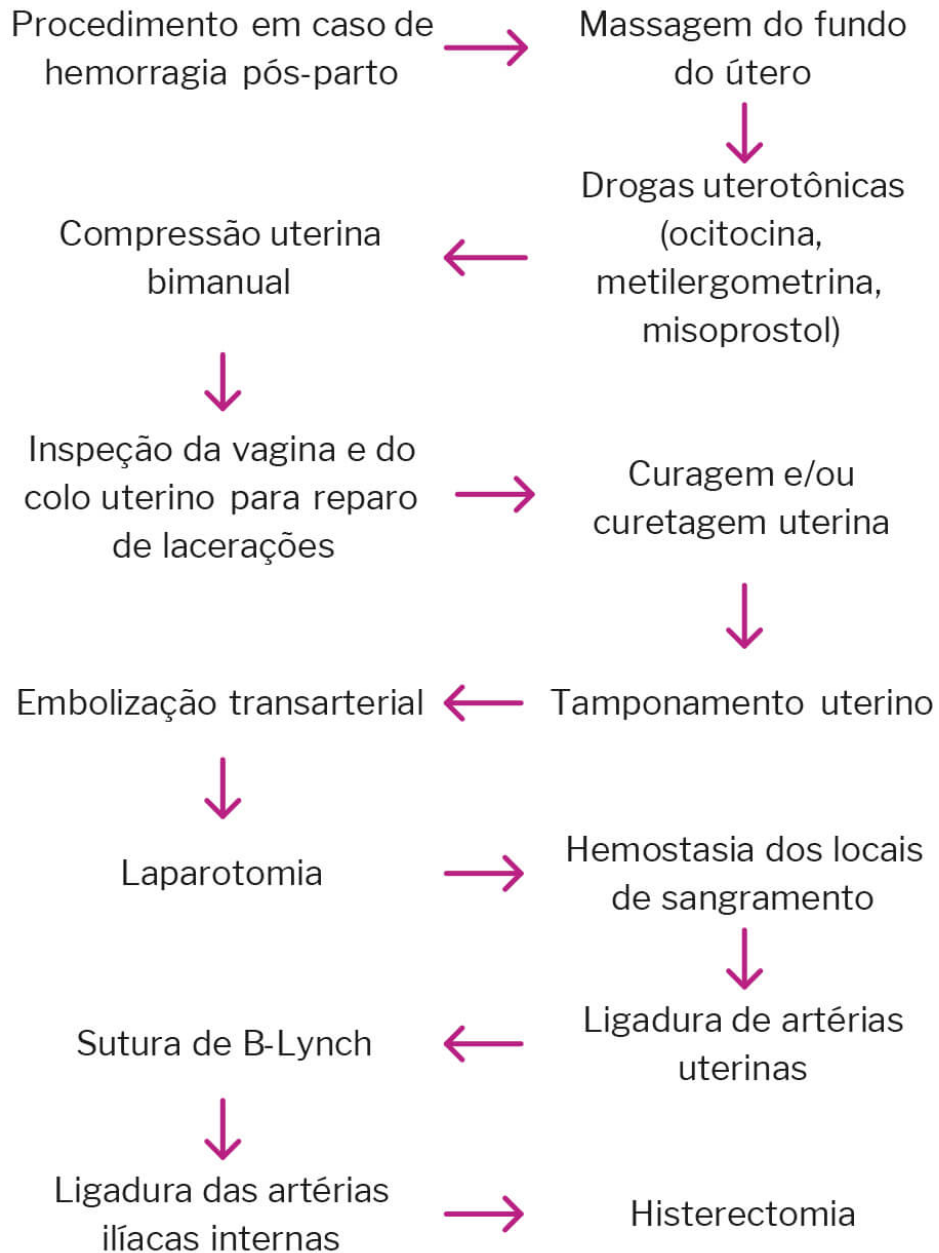 Procedimento em caso de
hemorragia pós-parto
Massagem do fundo
do útero
Drogas uterotônicas
(ocitocina,
metilergometrina,
misoprostol)
Compressão uterina
bimanual
Inspeção da vagina e do
colo uterino para reparo
de lacerações
Curagem e/ou
curetagem uterina
Tamponamento uterino
Embolização transarterial
Laparotomia
Hemostasia dos locais
de sangramento
Ligadura de artérias
uterinas
Sutura de B-Lynch
Ligadura das artérias
ilíacas internas
Histerectomia